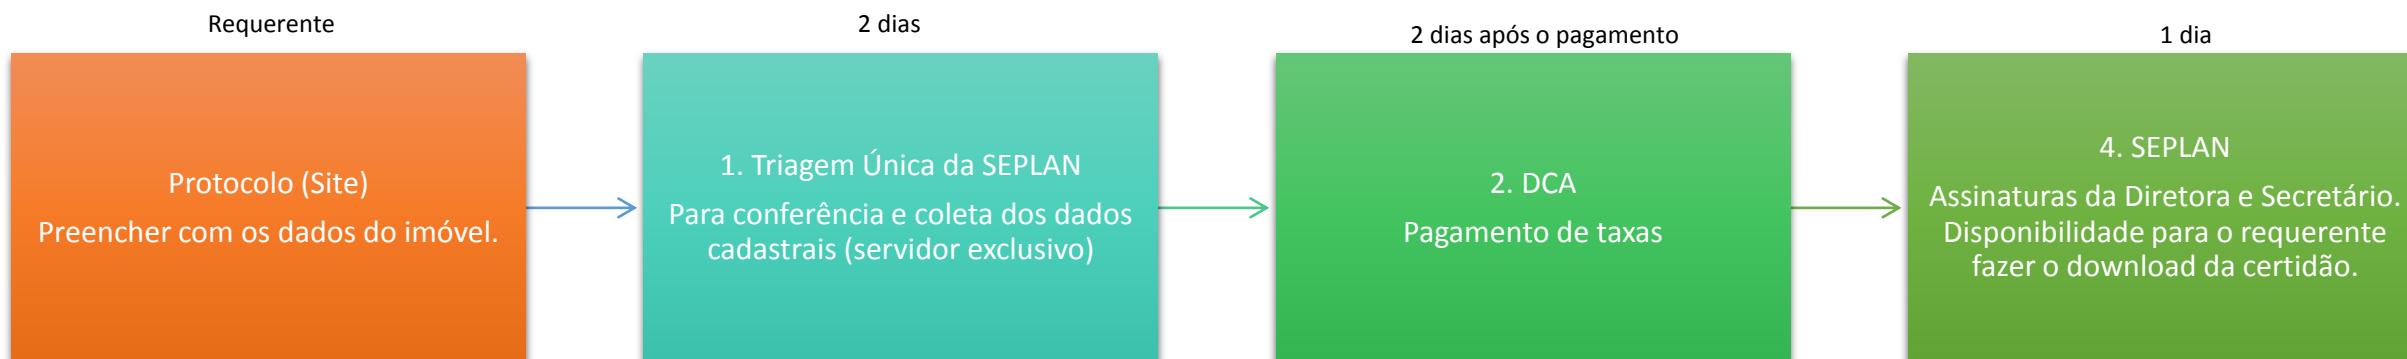 Requerente
Protocolo (Site)
Preencher com os dados do imóvel.
2 dias
1. Triagem Única da SEPLAN
Para conferência e coleta dos dados
cadastrais (servidor exclusivo)
2 dias após o pagamento
2. DCA
Pagamento de taxas
1 dia
4. SEPLAN
Assinaturas da Diretora e Secretário.
Disponibilidade para o requerente
fazer o download da certidão.